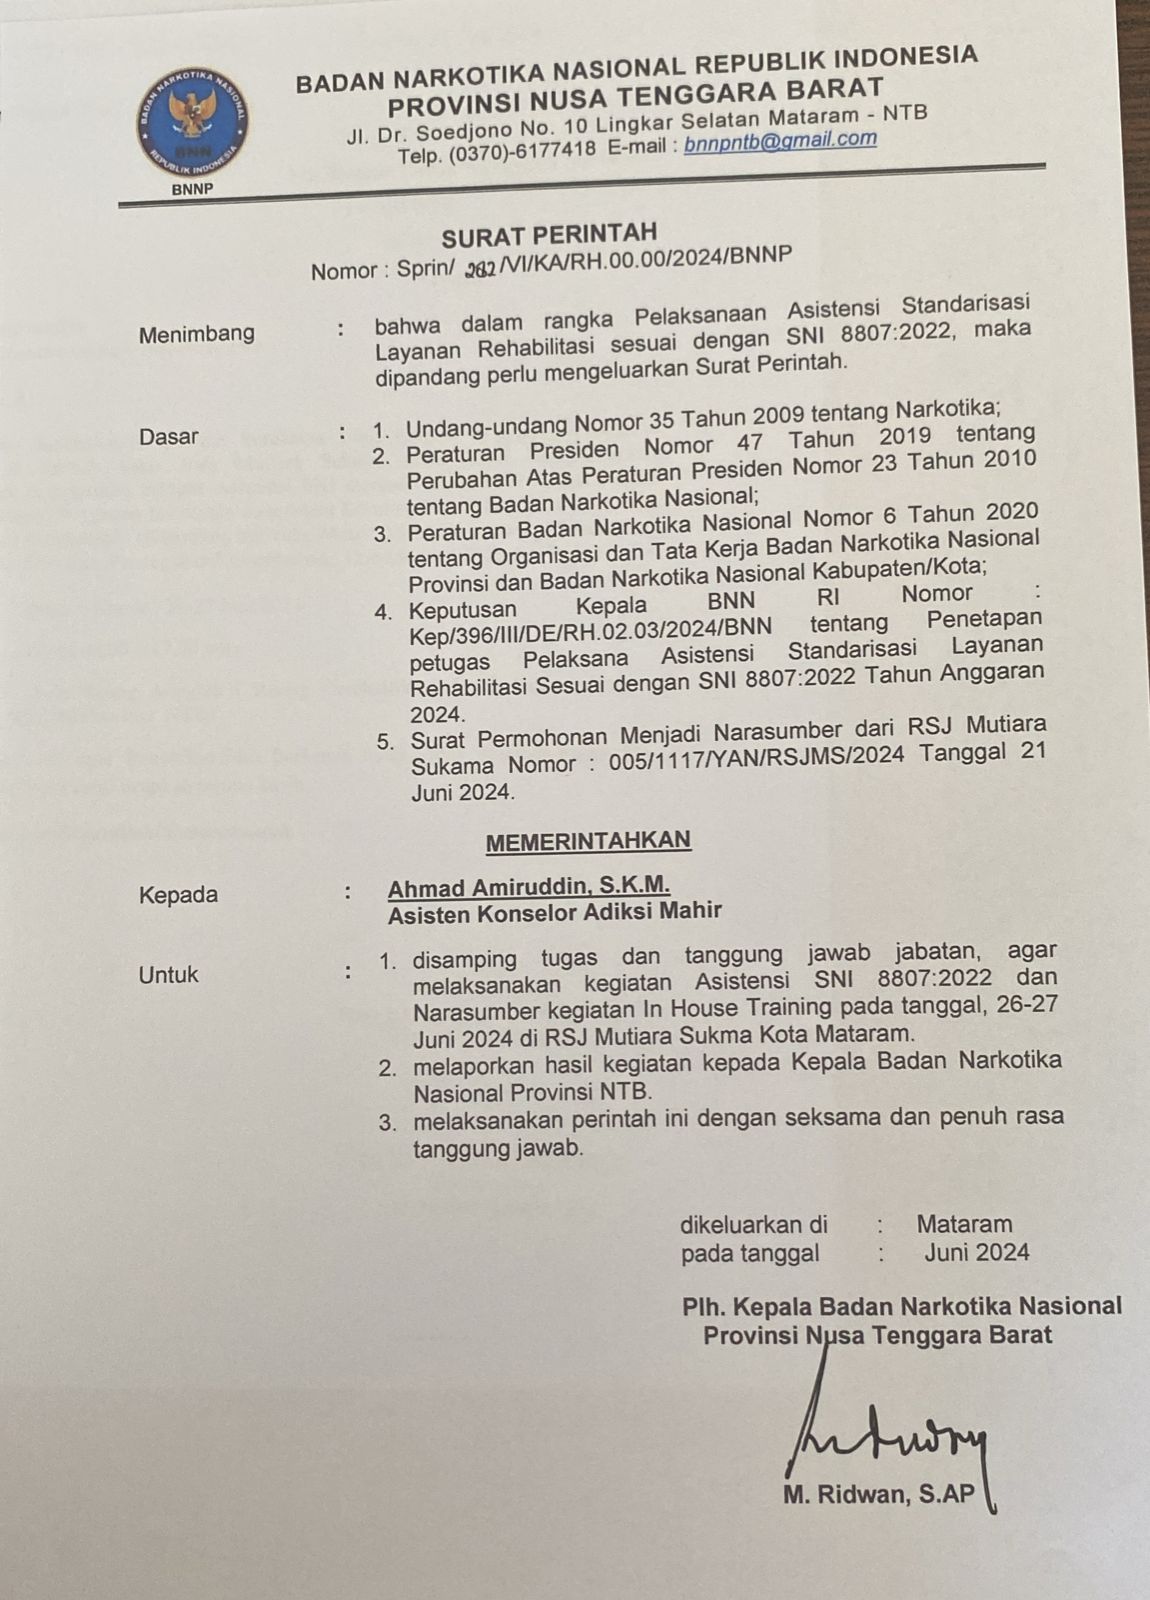 BADAN NARKOTIKA NASIONAL REPUBLIK INDONESIA
PROVINSI NUSA TENGGARA BARAT
Jl. Dr. Soedjono No. 10 Lingkar Selatan Mataram - NTB
Telp. (0370)-6177418 E-mail : bnnpntb@gmail.com
BADAN NARKOTIKA NASIONAL
BNN
REPUBLIK INDONESIA
BNNP
SURAT PERINTAH
Nomor : Sprin/ 262 /VI/KA/RH.00.00/2024/BNNP
Menimbang : bahwa dalam rangka Pelaksanaan Asistensi Standarisasi
Layanan Rehabilitasi sesuai dengan SNI 8807:2022, maka
dipandang perlu mengeluarkan Surat Perintah.
Dasar : 1. Undang-undang Nomor 35 Tahun 2009 tentang Narkotika;
2. Peraturan Presiden Nomor 47 Tahun 2019 tentang
Perubahan Atas Peraturan Presiden Nomor 23 Tahun 2010
tentang Badan Narkotika Nasional;
3. Peraturan Badan Narkotika Nasional Nomor 6 Tahun 2020
tentang Organisasi dan Tata Kerja Badan Narkotika Nasional
Provinsi dan Badan Narkotika Nasional Kabupaten/Kota;
4. Keputusan Kepala BNN RI Nomor :
Kep/396/III/DE/RH.02.03/2024/BNN tentang Penetapan
petugas Pelaksana Asistensi Standarisasi Layanan
Rehabilitasi Sesuai dengan SNI 8807:2022 Tahun Anggaran
2024.
5. Surat Permohonan Menjadi Narasumber dari RSJ Mutiara
Sukama Nomor : 005/1117/YAN/RSJMS/2024 Tanggal 21
Juni 2024.
MEMERINTAHKAN
Kepada : Ahmad Amiruddin, S.K.M.
Asisten Konselor Adiksi Mahir
Untuk : 1. disamping tugas dan tanggung jawab jabatan, agar
melaksanakan kegiatan Asistensi SNI 8807:2022 dan
Narasumber kegiatan In House Training pada tanggal, 26-27
Juni 2024 di RSJ Mutiara Sukma Kota Mataram.
2. melaporkan hasil kegiatan kepada Kepala Badan Narkotika
Nasional Provinsi NTB.
3. melaksanakan perintah ini dengan seksama dan penuh rasa
tanggung jawab.
dikeluarkan di : Mataram
pada tanggal : Juni 2024
Plh. Kepala Badan Narkotika Nasional
Provinsi Nusa Tenggara Barat
M. Ridwan, S.AP